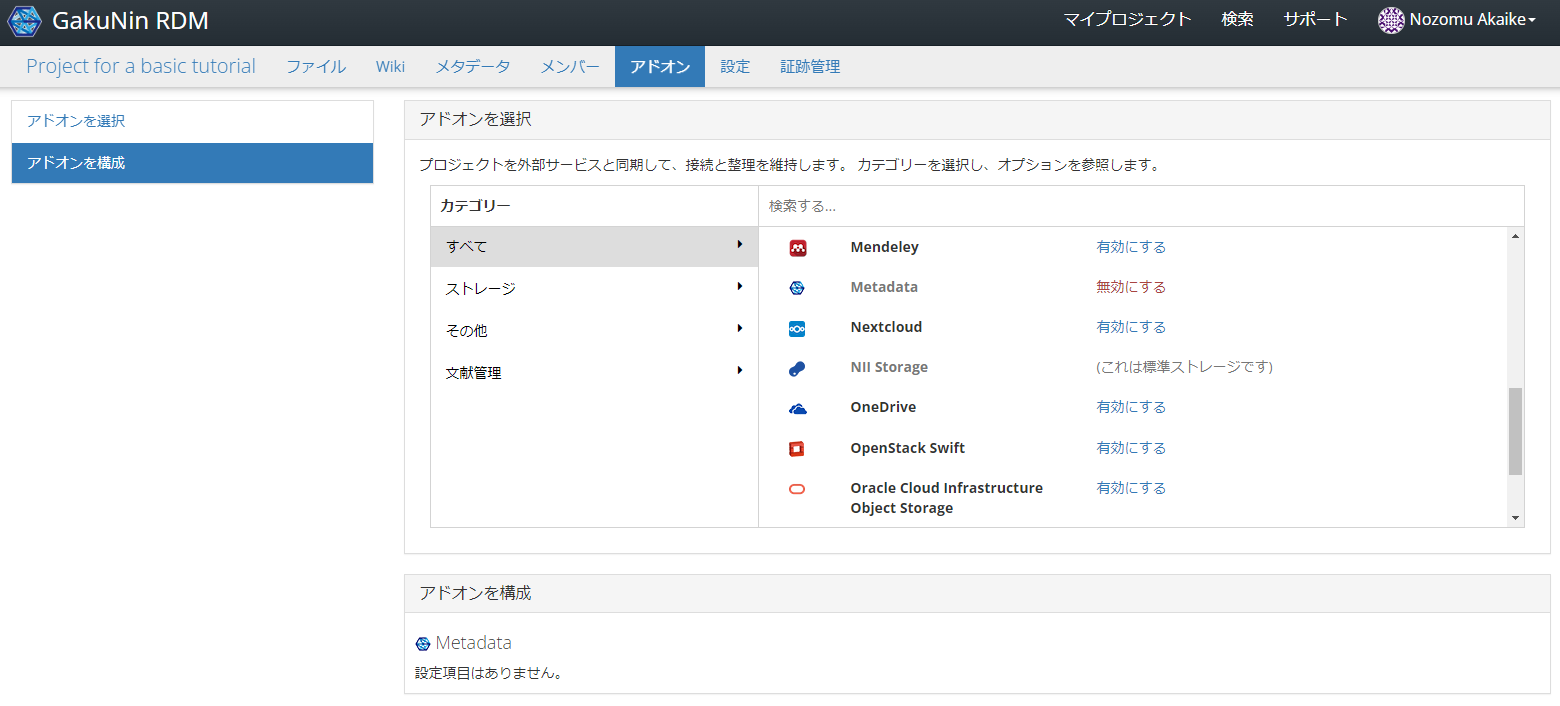 GakuNin RDM
マイプロジェクト 検索 サポート Nozomu Akaike
Project for a basic tutorial ファイル Wiki メタデータ メンバー アドオン 設定 証跡管理
アドオンを選択
アドオンを構成
アドオンを選択
プロジェクトを外部サービスと同期して、接続と整理を維持します。 カテゴリーを選択し、オプションを参照します。
カテゴリー
すべて
ストレージ
その他
文献管理
検索する...
Mendeley 有効にする
Metadata 無効にする
Nextcloud 有効にする
NII Storage (これは標準ストレージです)
OneDrive 有効にする
OpenStack Swift 有効にする
Oracle Cloud Infrastructure 有効にする
Object Storage
アドオンを構成
Metadata
設定項目はありません。